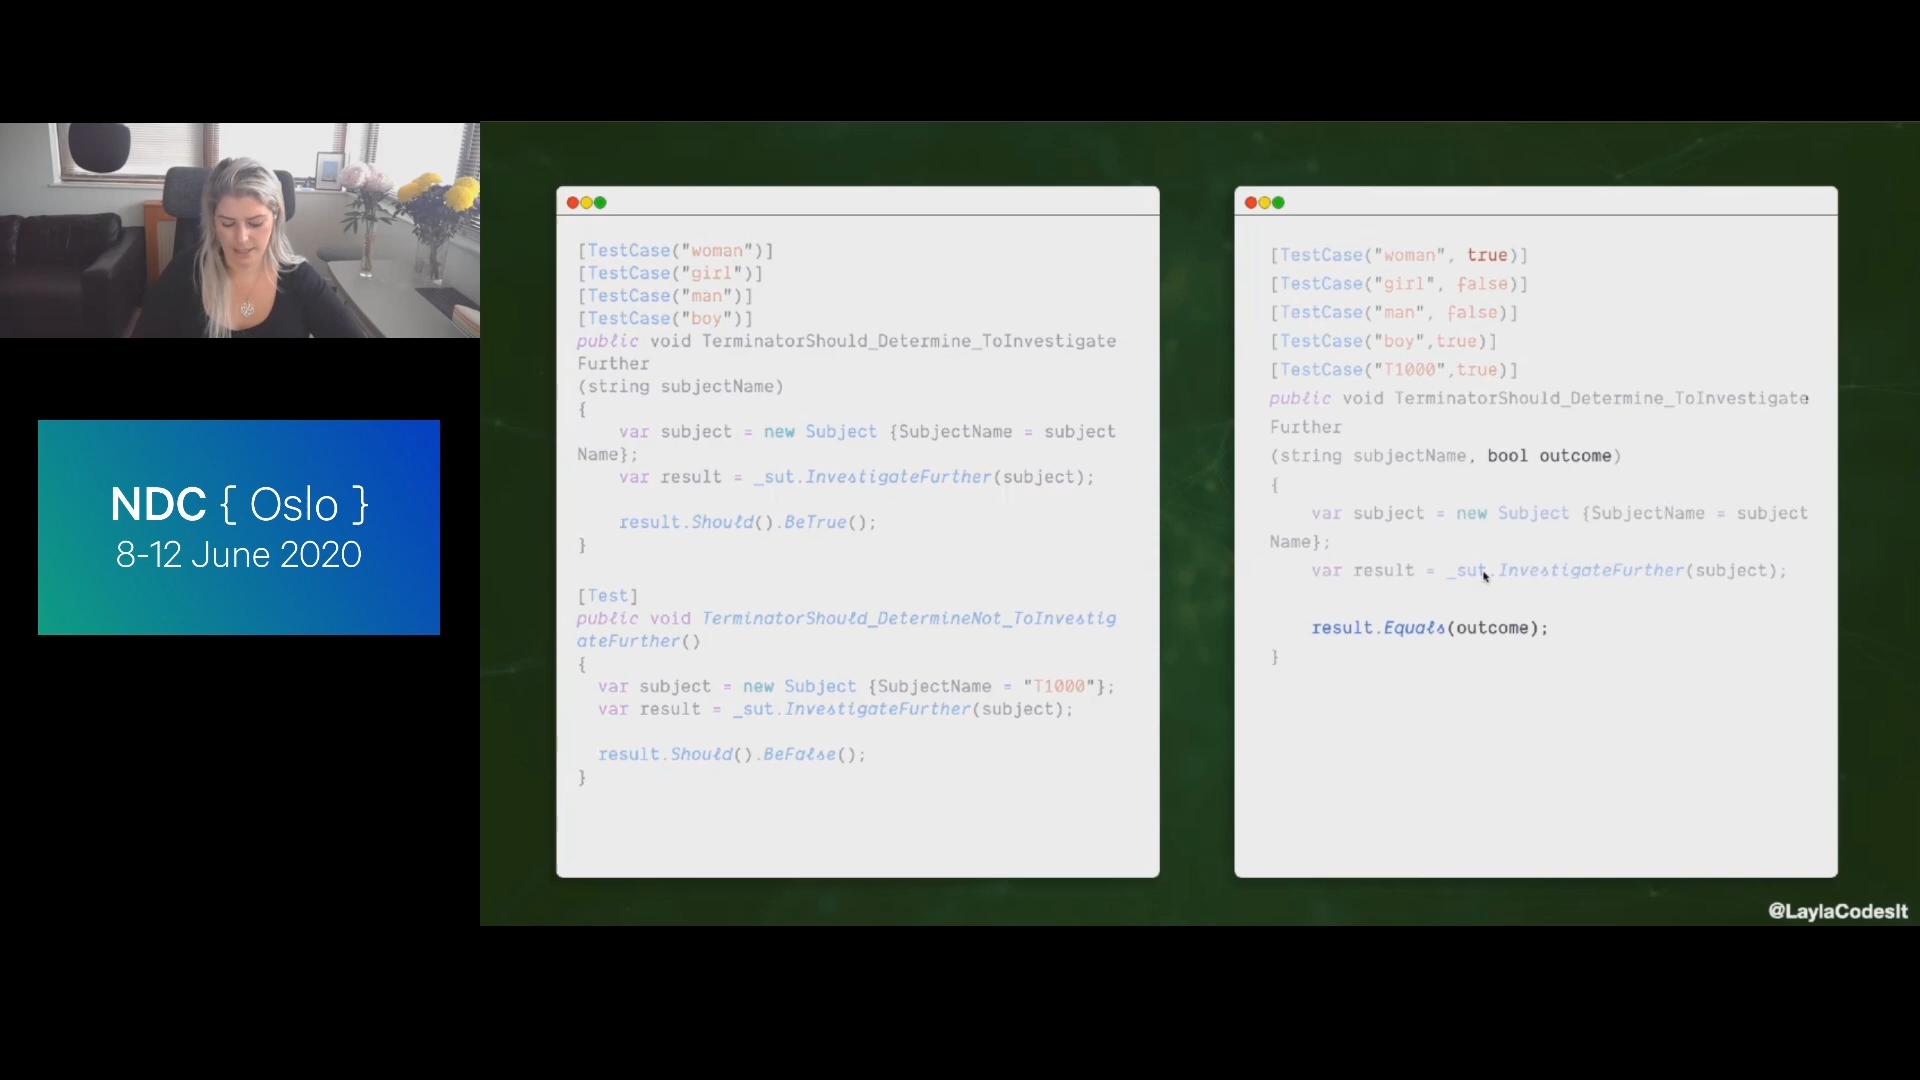 NDC { Oslo }
8-12 June 2020
[TestCase("woman")]
[TestCase("girl")]
[TestCase("man")]
[TestCase("boy")]
public void TerminatorShould_Determine_ToInvestigate
Further
(string subjectName)
{
var subject = new Subject {SubjectName = subject
Name};
var result = _sut.InvestigateFurther(subject);
result.Should().BeTrue();
}
[Test]
public void TerminatorShould_DetermineNot_ToInvestig
ateFurther()
{
var subject = new Subject {SubjectName = "T1000"};
var result = _sut.InvestigateFurther(subject);
result.Should().BeFalse();
}
[TestCase("woman", true)]
[TestCase("girl", false)]
[TestCase("man", false)]
[TestCase("boy",true)]
[TestCase("T1000",true)]
public void TerminatorShould_Determine_ToInvestigate
Further
(string subjectName, bool outcome)
{
var subject = new Subject {SubjectName = subject
Name};
var result = _sut.InvestigateFurther(subject);
result.Equals(outcome);
}
@LaylaCodesIt